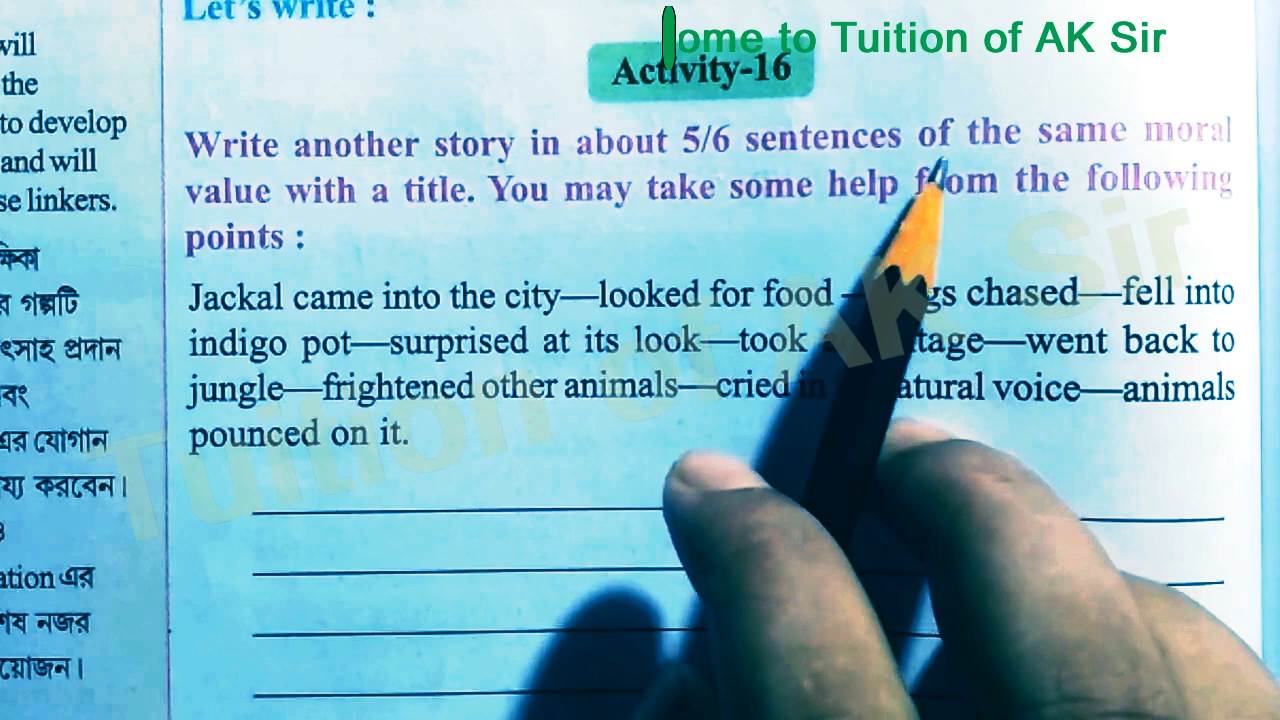 Let's write :
ome to Tuition of AK Sir
Activity-16
Write another story in about 5/6 sentences of the same moral
value with a title. You may take some help from the following
points :
Jackal came into the city—looked for food — chased—fell into
indigo pot—surprised at its look—took —went back to
jungle—frightened other animals—cried in voice—animals
pounced on it.
will
the
to develop
and will
se linkers.
র গল্পটি
ৎসাহ প্রদান
বং
এর যোগান
য্য করবেন।
ation এর
শষ নজর
য়োজন।
Tuition of AK Sir